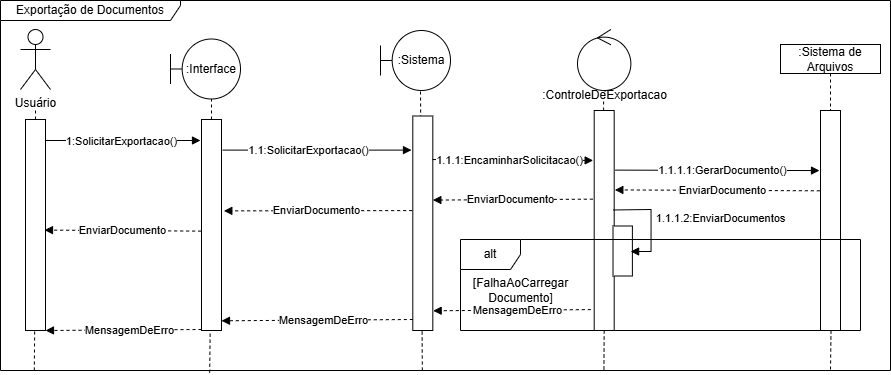 Exportação de Documentos
:Interface
:Sistema
:ControleDeExportacao
:Sistema de
Arquivos
Usuário
1:SolicitarExportacao()
1.1:SolicitarExportacao()
1.1.1:EncaminharSolicitacao()
1.1.1.1:GerarDocumento()
EnviarDocumento
EnviarDocumento
EnviarDocumento
EnviarDocumento
1.1.1.2:EnviarDocumentos
alt
[FalhaAoCarregar
Documento]
MensagemDeErro
MensagemDeErro
MensagemDeErro